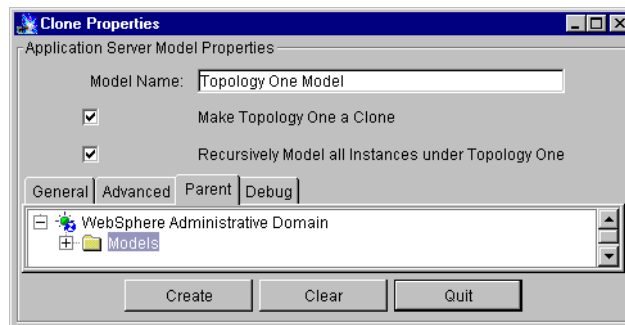 Clone Properties
Application Server Model Properties
Model Name: Topology One Model
Make Topology One a Clone
Recursively Model all Instances under Topology One
General Advanced Parent Debug
WebSphere Administrative Domain
Models
Create Clear Quit